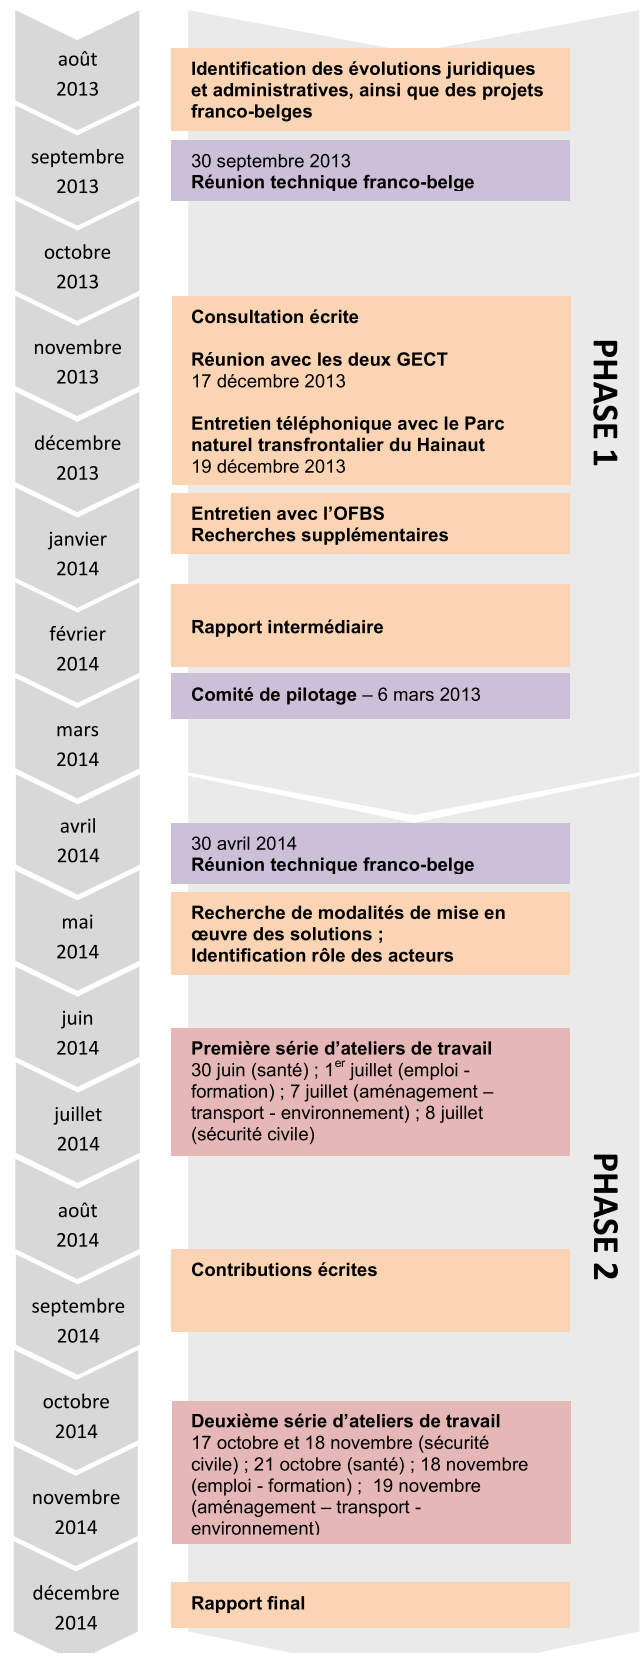 août
2013
Identification des évolutions juridiques
et administratives, ainsi que des projets
franco-belges
septembre
2013
30 septembre 2013
Réunion technique franco-belge
octobre
2013
novembre
2013
décembre
2013
Consultation écrite
Réunion avec les deux GECT
17 décembre 2013
Entretien téléphonique avec le Parc
naturel transfrontalier du Hainaut
19 décembre 2013
PHASE 1
janvier
2014
Entretien avec l'OFBS
Recherches supplémentaires
février
2014
Rapport intermédiaire
mars
2014
Comité de pilotage – 6 mars 2013
avril
2014
30 avril 2014
Réunion technique franco-belge
mai
2014
Recherche de modalités de mise en
œuvre des solutions ;
Identification rôle des acteurs
juin
2014
juillet
2014
Première série d'ateliers de travail
30 juin (santé) ; 1er juillet (emploi -
formation) ; 7 juillet (aménagement –
transport - environnement) ; 8 juillet
(sécurité civile)
PHASE 2
août
2014
septembre
2014
Contributions écrites
octobre
2014
novembre
2014
Deuxième série d'ateliers de travail
17 octobre et 18 novembre (sécurité
civile) ; 21 octobre (santé) ; 18 novembre
(emploi - formation) ; 19 novembre
(aménagement – transport -
environnement)
décembre
2014
Rapport final